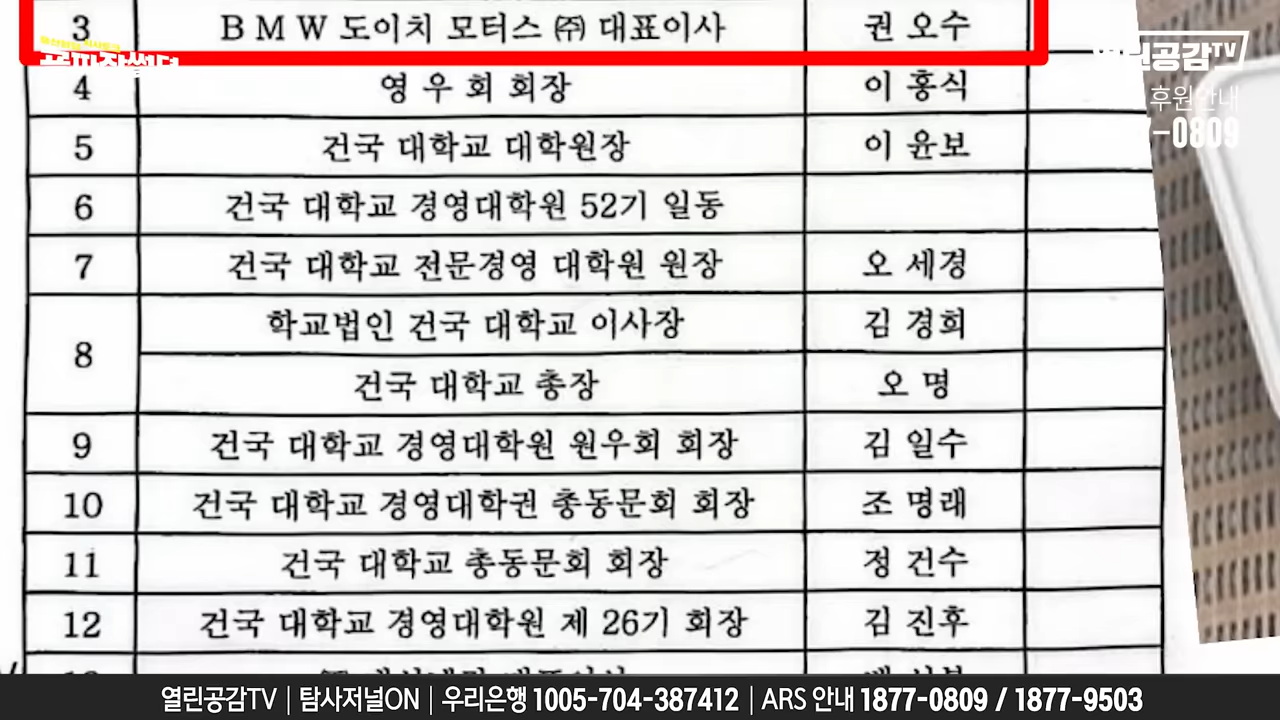 3 B M W 도이치 모터스 ㈜ 대표이사 권 오수
4 영 우 회 회장 이 홍식
5 건국 대학교 대학원장 이 윤보
6 건국 대학교 경영대학원 52기 일동
7 건국 대학교 전문경영 대학원 원장 오 세경
8 학교법인 건국 대학교 이사장 김 경희
건국 대학교 총장 오 명
9 건국 대학교 경영대학원 원우회 회장 김 일수
10 건국 대학교 경영대학권 총동문회 회장 조 명래
11 건국 대학교 총동문회 회장 정 건수
12 건국 대학교 경영대학원 제 26기 회장 김 진후
열린공감TV
후원안내
7-0809
열린공감TV | 탐사저널ON | 우리은행 1005-704-387412 | ARS 안내 1877-0809 / 1877-9503